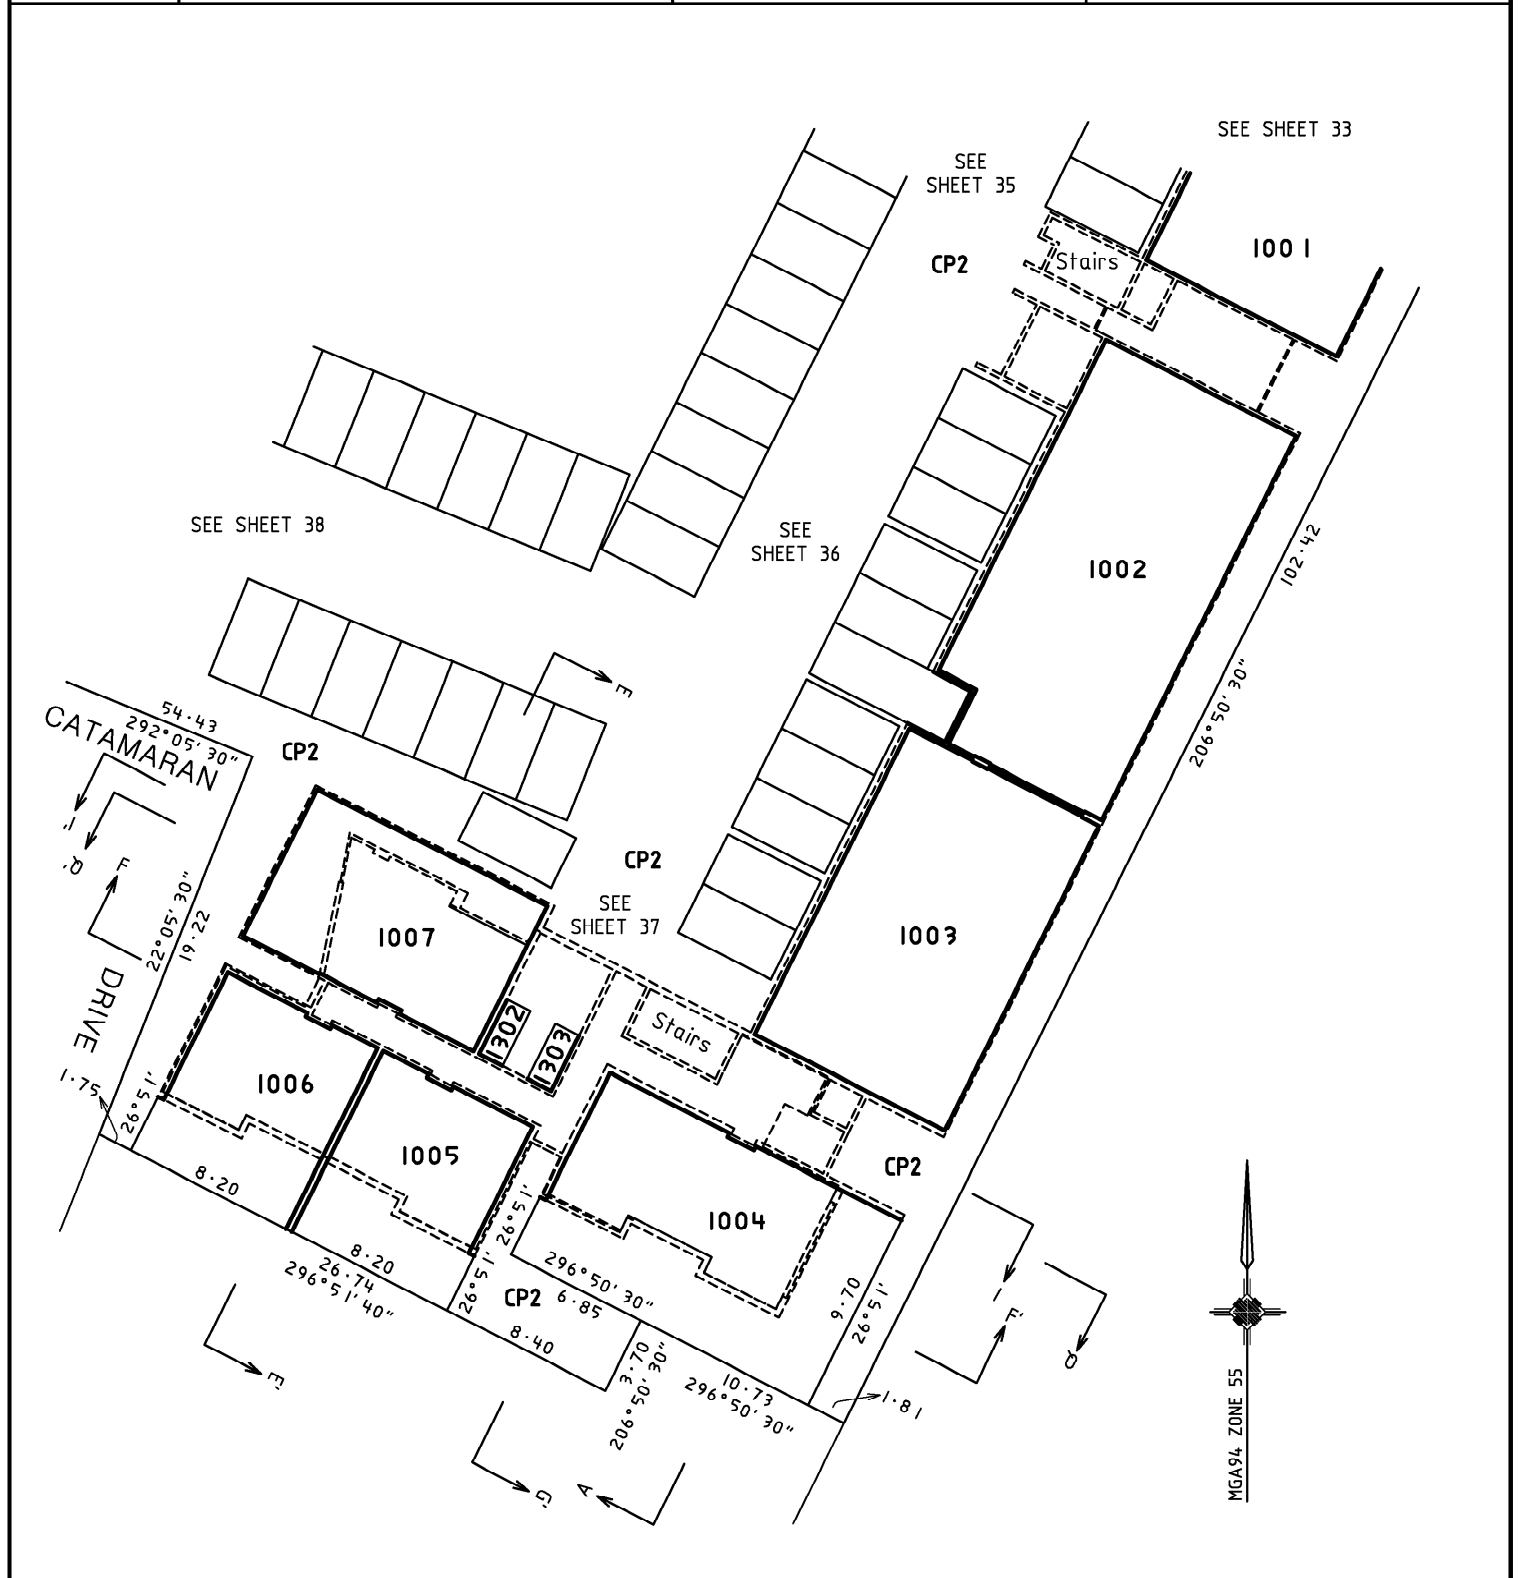 SEE SHEET 33
SEE
SHEET 35
1001
CP2
Stairs
SEE SHEET 38
SEE
SHEET 36
1002
102·42
206°50'30"
E
54·43
292°05'30"
CATAMARAN
CP2
I'
Q'
F
22°05'30"
19·22
DRIVE
CP2
SEE
SHEET 37
1007
1003
1302
1303
Stairs
1·75
26°51'
1006
1005
8·20
8·20
26·74
296°51'40"
26°51'
26°51'
1004
CP2
296°50'30"
6·85
CP2
8·40
3·70
206°50'30"
10·73
296°50'30"
9·70
26°51'
1·81
I
F'
Q
E'
G'
A
MGA94 ZONE 55